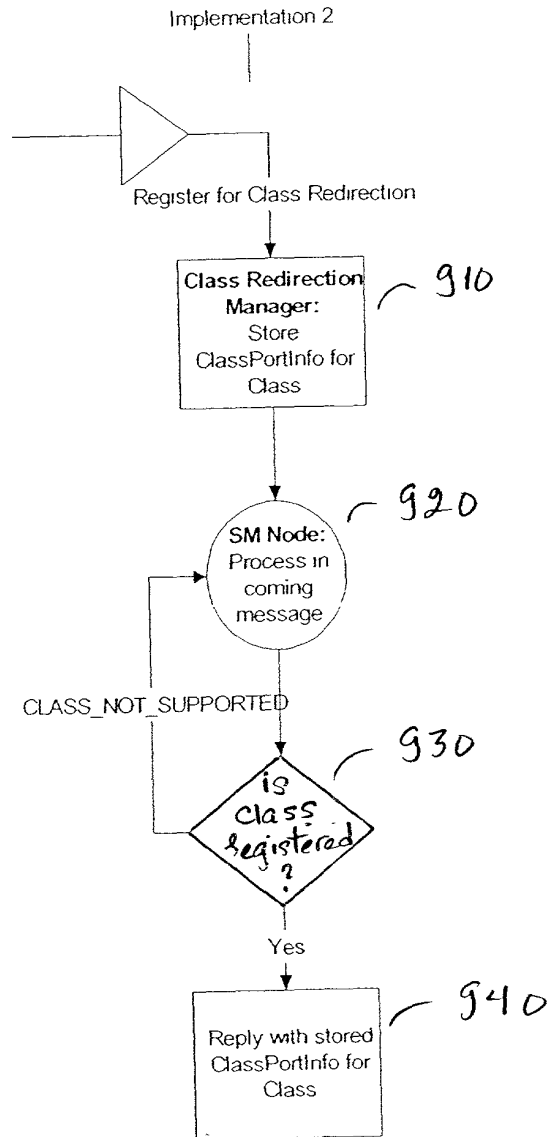 Implementation 2
Register for Class Redirection
Class Redirection
Manager:
Store
ClassPortInfo for
Class
910
SM Node:
Process in
coming
message
920
CLASS_NOT_SUPPORTED
is
class
registered
?
930
Yes
Reply with stored
ClassPortInfo for
Class
940